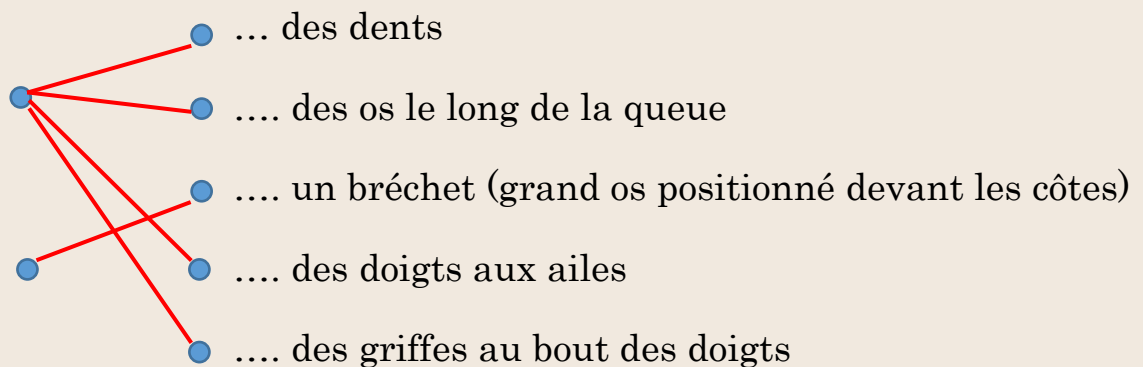 ... des dents
.... des os le long de la queue
.... un bréchet (grand os positionné devant les côtes)
.... des doigts aux ailes
.... des griffes au bout des doigts